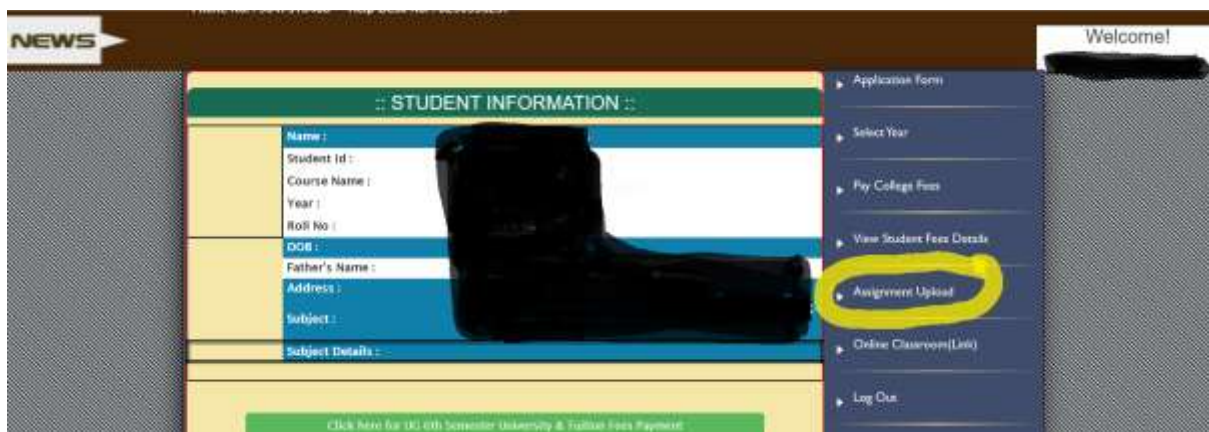 NEWS
Welcome!
:: STUDENT INFORMATION ::
Name :
Student Id :
Course Name :
Year :
Roll No :
DOB :
Father's Name :
Address :
Subject :
Subject Details :
Click here for UG 6th Semester University & Tuition Fees Payment
Application Form
Select Year
Pay College Fees
View Student Fees Details
Assignment Upload
Online Classroom(Link)
Log Out